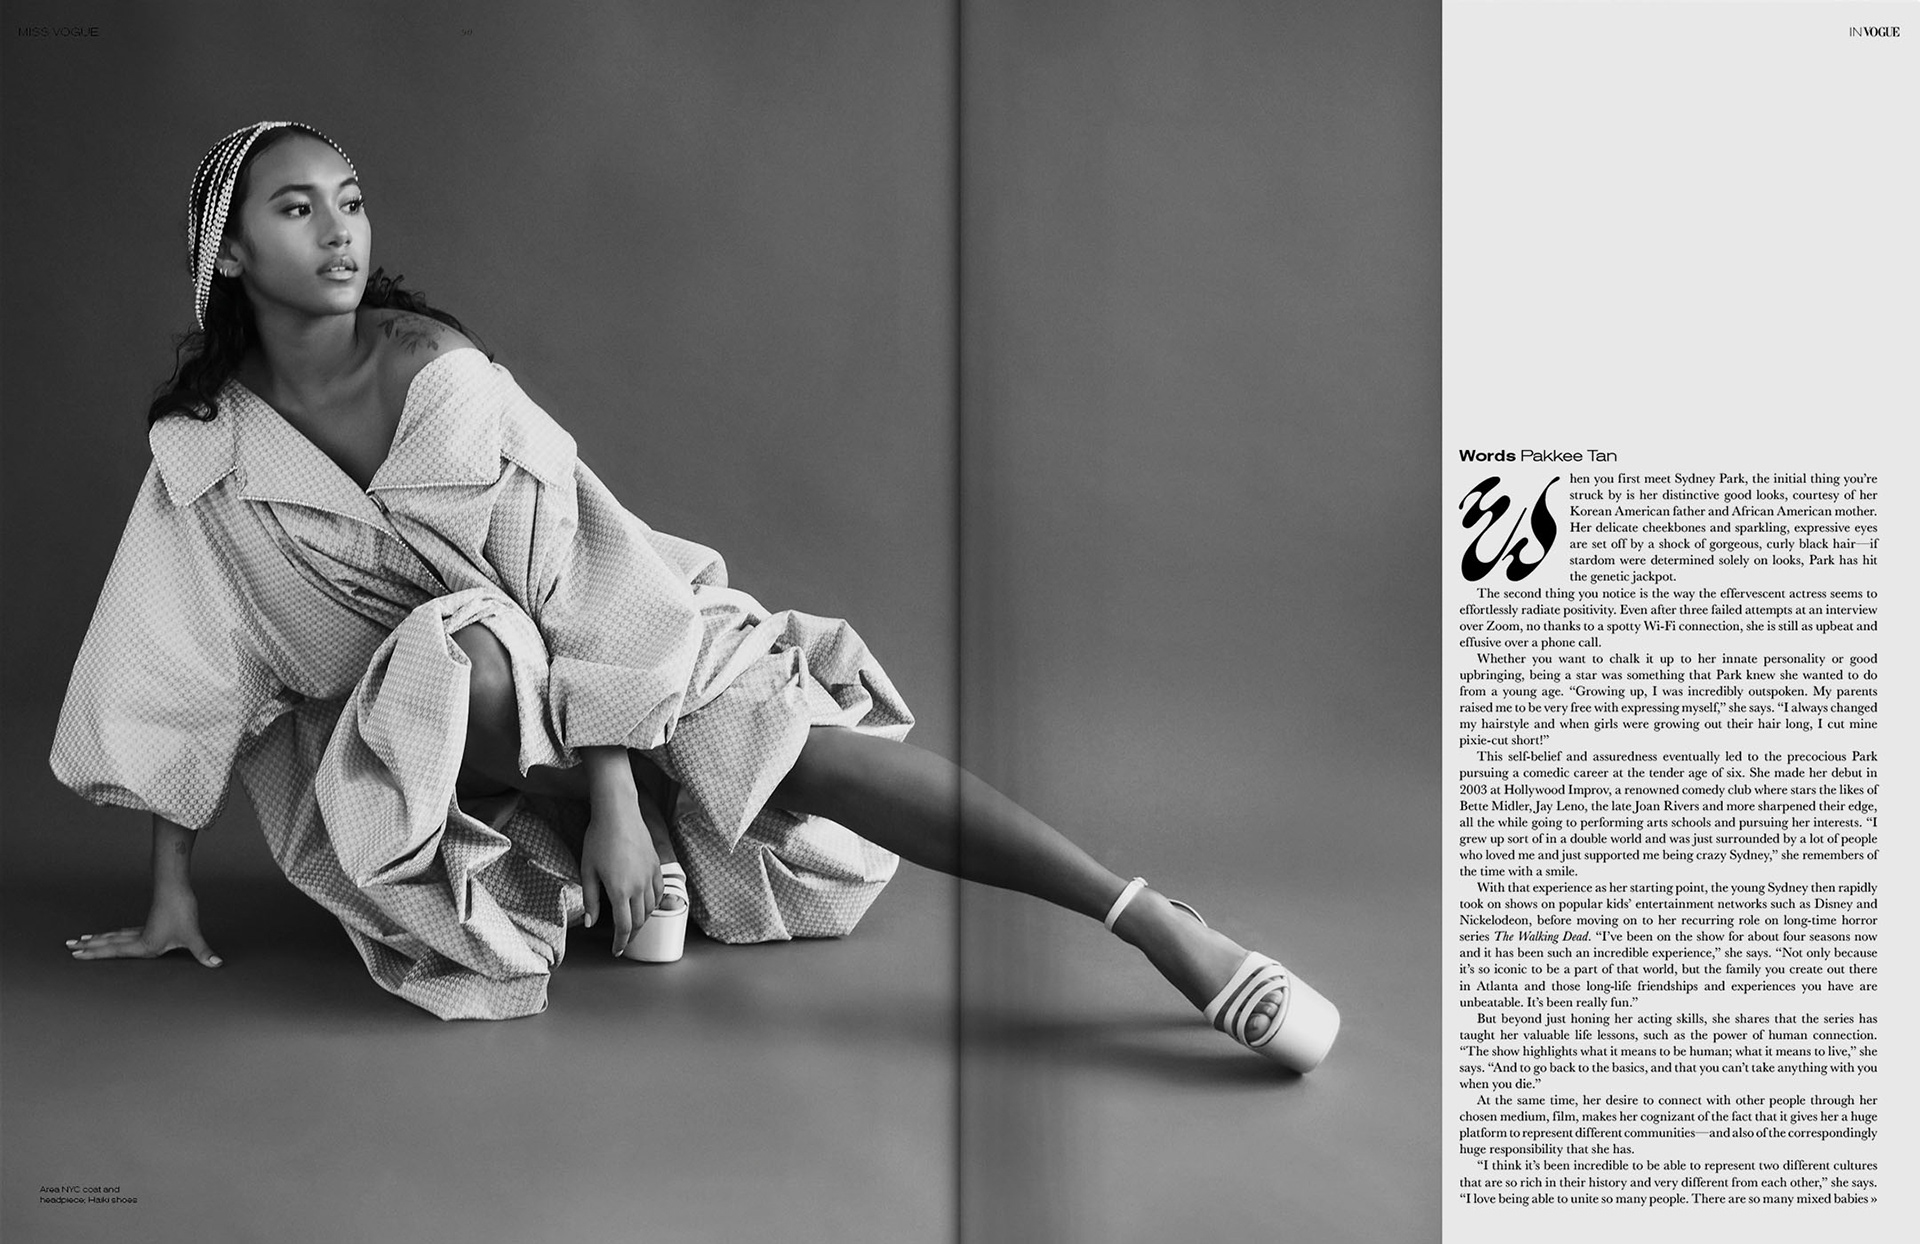 MISS VOGUE
90
INVOGUE
Words Pakkee Tan
When you first meet Sydney Park, the initial thing you’re
struck by is her distinctive good looks, courtesy of her
Korean American father and African American mother.
Her delicate cheekbones and sparkling, expressive eyes
are set off by a shock of gorgeous, curly black hair—if
stardom were determined solely on looks, Park has hit
the genetic jackpot.
The second thing you notice is the way the effervescent actress seems to
effortlessly radiate positivity. Even after three failed attempts at an interview
over Zoom, no thanks to a spotty Wi-Fi connection, she is still as upbeat and
effusive over a phone call.
Whether you want to chalk it up to her innate personality or good
upbringing, being a star was something that Park knew she wanted to do
from a young age. “Growing up, I was incredibly outspoken. My parents
raised me to be very free with expressing myself,” she says. “I always changed
my hairstyle and when girls were growing out their hair long, I cut mine
pixie-cut short!”
This self-belief and assuredness eventually led to the precocious Park
pursuing a comedic career at the tender age of six. She made her debut in
2003 at Hollywood Improv, a renowned comedy club where stars the likes of
Bette Midler, Jay Leno, the late Joan Rivers and more sharpened their edge,
all the while going to performing arts schools and pursuing her interests. “I
grew up sort of in a double world and was just surrounded by a lot of people
who loved me and just supported me being crazy Sydney,” she remembers of
the time with a smile.
With that experience as her starting point, the young Sydney then rapidly
took on shows on popular kids’ entertainment networks such as Disney and
Nickelodeon, before moving on to her recurring role on long-time horror
series The Walking Dead. “I’ve been on the show for about four seasons now
and it has been such an incredible experience,” she says. “Not only because
it’s so iconic to be a part of that world, but the family you create out there
in Atlanta and those long-life friendships and experiences you have are
unbeatable. It’s been really fun.”
But beyond just honing her acting skills, she shares that the series has
taught her valuable life lessons, such as the power of human connection.
“The show highlights what it means to be human; what it means to live,” she
says. “And to go back to the basics, and that you can’t take anything with you
when you die.”
At the same time, her desire to connect with other people through her
chosen medium, film, makes her cognizant of the fact that it gives her a huge
platform to represent different communities—and also of the correspondingly
huge responsibility that she has.
“I think it’s been incredible to be able to represent two different cultures
that are so rich in their history and very different from each other,” she says.
“I love being able to unite so many people. There are so many mixed babies »
Area NYC coat and
headpiece; Haiki shoes